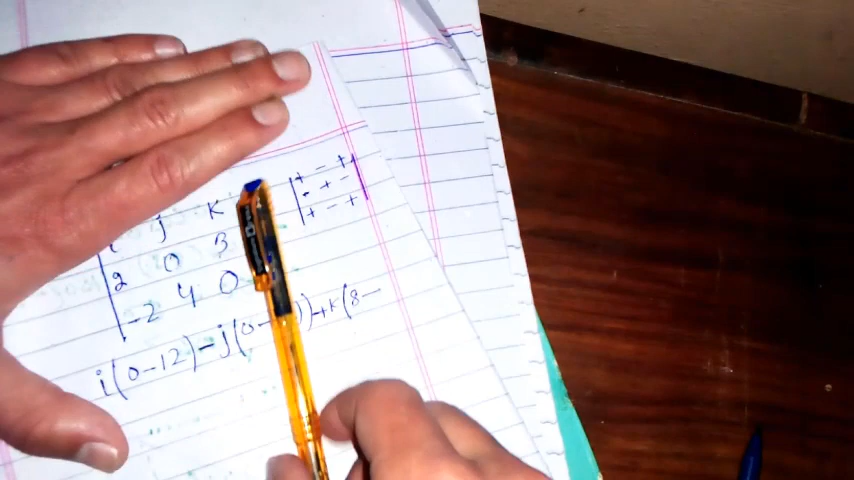 i j K | + - + |
2 0 3 | - + - |
-2 4 0 | + - + |
i(0-12)-j(0- )+K(8-